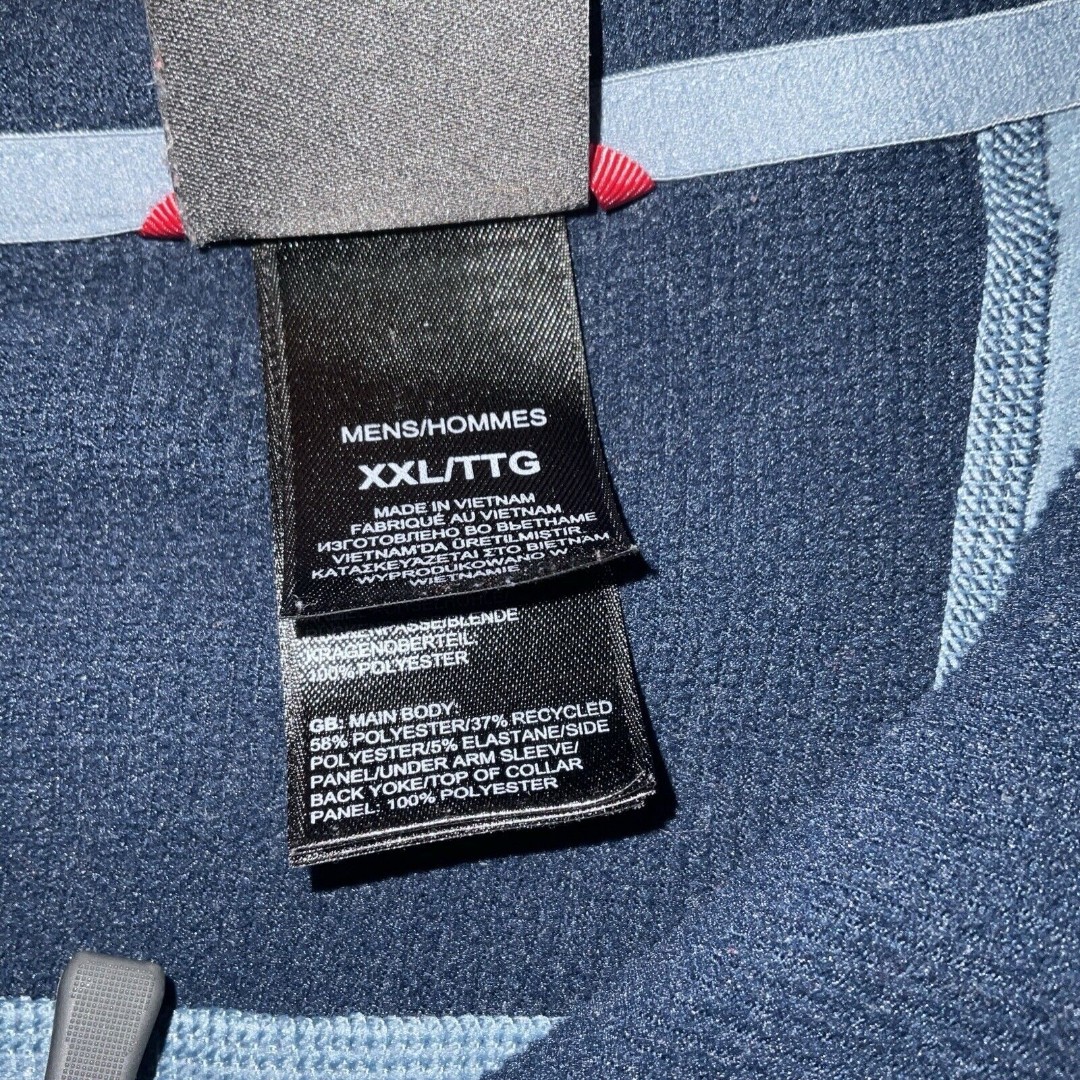 MENS/HOMMES
XXL/TTG
MADE IN VIETNAM
FABRIQUÉ AU VIETNAM
ИЗГОТОВЛЕНО ВО ВЬЕТНАМЕ
VIETNAM'DA ÜRETILMIŞTIR
ΚΑΤΑΣΚΕΥΑΖΕΤΑΙ ΣΤΟ ΒΙΕΤΝΑΜ
WYPRODUKOWANO W
WIETNAMIE
KRAGENOBERTEIL:
100% POLYESTER
GB: MAIN BODY:
58% POLYESTER/37% RECYCLED
POLYESTER/5% ELASTANE/SIDE
PANEL/UNDER ARM SLEEVE/
BACK YOKE/TOP OF COLLAR
PANEL: 100% POLYESTER